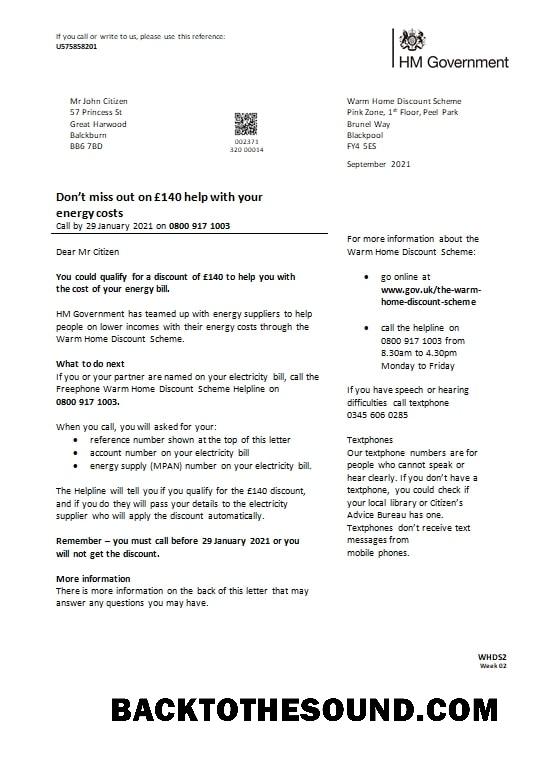 If you call or write to us, please use this reference:
U575858201
HM Government
Mr John Citizen
57 Princess St
Great Harwood
Balckburn
BB6 7BD
002371
320 00014
Warm Home Discount Scheme
Pink Zone, 1st Floor, Peel Park
Brunel Way
Blackpool
FY4 5ES
September 2021
Don't miss out on £140 help with your
energy costs
Call by 29 January 2021 on 0800 917 1003
Dear Mr Citizen
You could qualify for a discount of £140 to help you with
the cost of your energy bill.
HM Government has teamed up with energy suppliers to help
people on lower incomes with their energy costs through the
Warm Home Discount Scheme.
What to do next
If you or your partner are named on your electricity bill, call the
Freephone Warm Home Discount Scheme Helpline on
0800 917 1003.
When you call, you will asked for your:
• reference number shown at the top of this letter
• account number on your electricity bill
• energy supply (MPAN) number on your electricity bill.
The Helpline will tell you if you qualify for the £140 discount,
and if you do they will pass your details to the electricity
supplier who will apply the discount automatically.
Remember – you must call before 29 January 2021 or you
will not get the discount.
More information
There is more information on the back of this letter that may
answer any questions you may have.
For more information about the
Warm Home Discount Scheme:
• go online at
www.gov.uk/the-warm-
home-discount-scheme
• call the helpline on
0800 917 1003 from
8.30am to 4.30pm
Monday to Friday
If you have speech or hearing
difficulties call textphone
0345 606 0285
Textphones
Our textphone numbers are for
people who cannot speak or
hear clearly. If you don't have a
textphone, you could check if
your local library or Citizen's
Advice Bureau has one.
Textphones don't receive text
messages from
mobile phones.
WHDS2
Week 02
BACKTOTHESOUND.COM